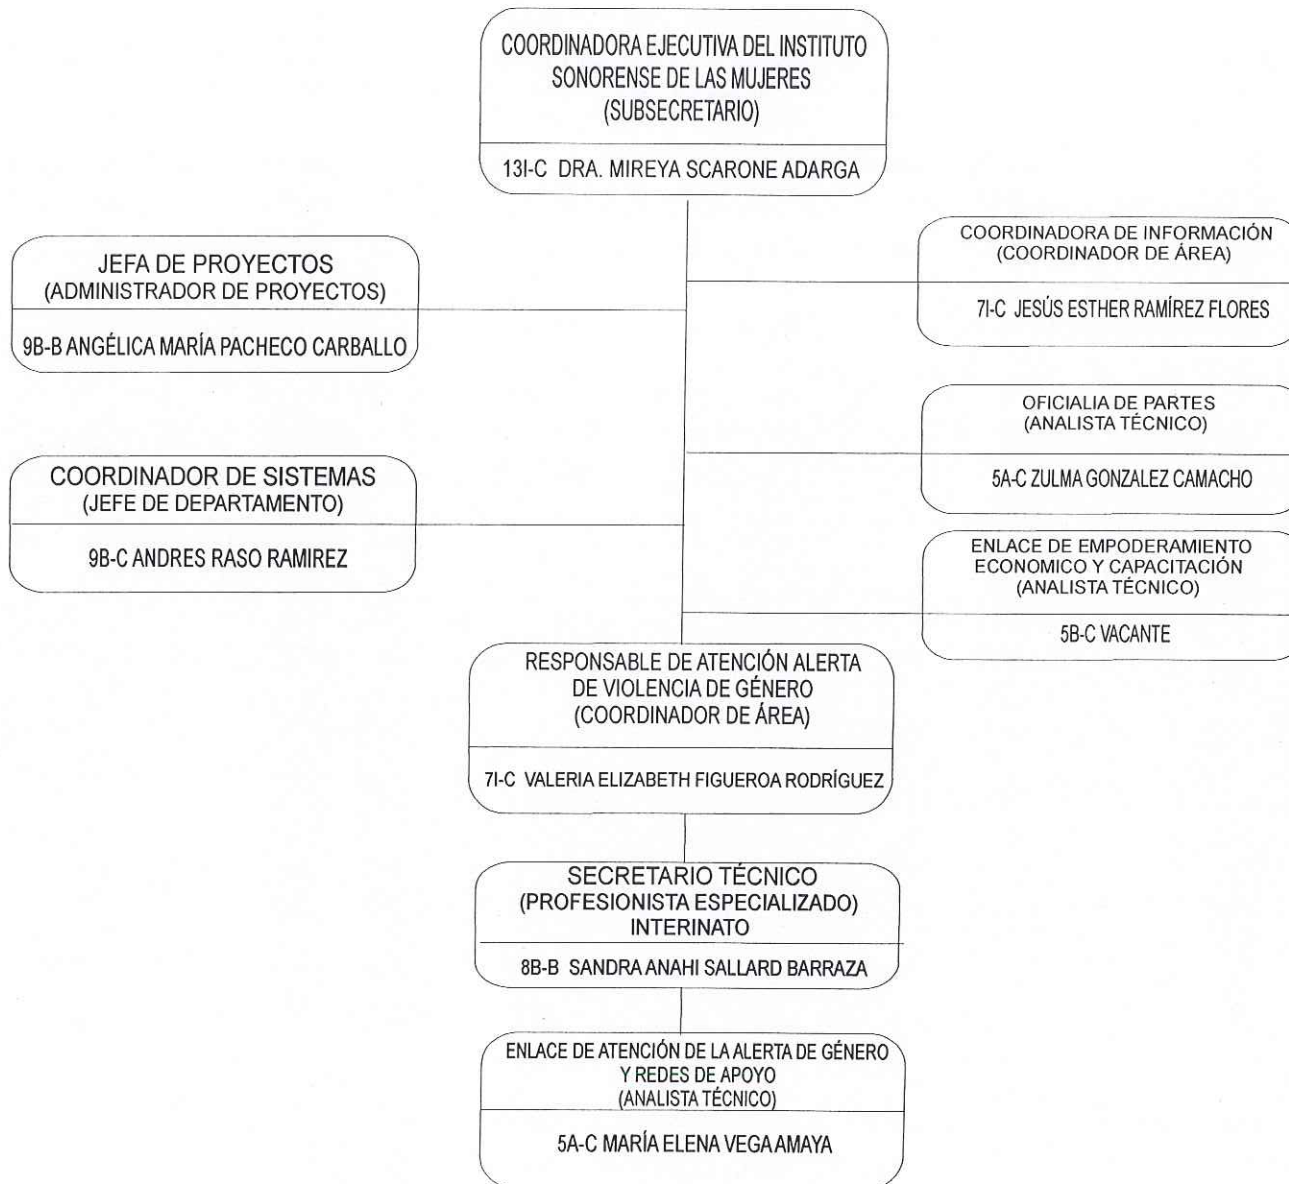 COORDINADORA EJECUTIVA DEL INSTITUTO
SONORENSE DE LAS MUJERES
(SUBSECRETARIO)
13I-C DRA. MIREYA SCARONE ADARGA
JEFA DE PROYECTOS
(ADMINISTRADOR DE PROYECTOS)
9B-B ANGÉLICA MARÍA PACHECO CARBALLO
COORDINADORA DE INFORMACIÓN
(COORDINADOR DE ÁREA)
7I-C JESÚS ESTHER RAMÍREZ FLORES
OFICIALIA DE PARTES
(ANALISTA TÉCNICO)
5A-C ZULMA GONZALEZ CAMACHO
COORDINADOR DE SISTEMAS
(JEFE DE DEPARTAMENTO)
9B-C ANDRES RASO RAMIREZ
ENLACE DE EMPODERAMIENTO
ECONOMICO Y CAPACITACIÓN
(ANALISTA TÉCNICO)
5B-C VACANTE
RESPONSABLE DE ATENCIÓN ALERTA
DE VIOLENCIA DE GÉNERO
(COORDINADOR DE ÁREA)
7I-C VALERIA ELIZABETH FIGUEROA RODRÍGUEZ
SECRETARIO TÉCNICO
(PROFESIONISTA ESPECIALIZADO)
INTERINATO
8B-B SANDRA ANAHI SALLARD BARRAZA
ENLACE DE ATENCIÓN DE LA ALERTA DE GÉNERO
Y REDES DE APOYO
(ANALISTA TÉCNICO)
5A-C MARÍA ELENA VEGA AMAYA